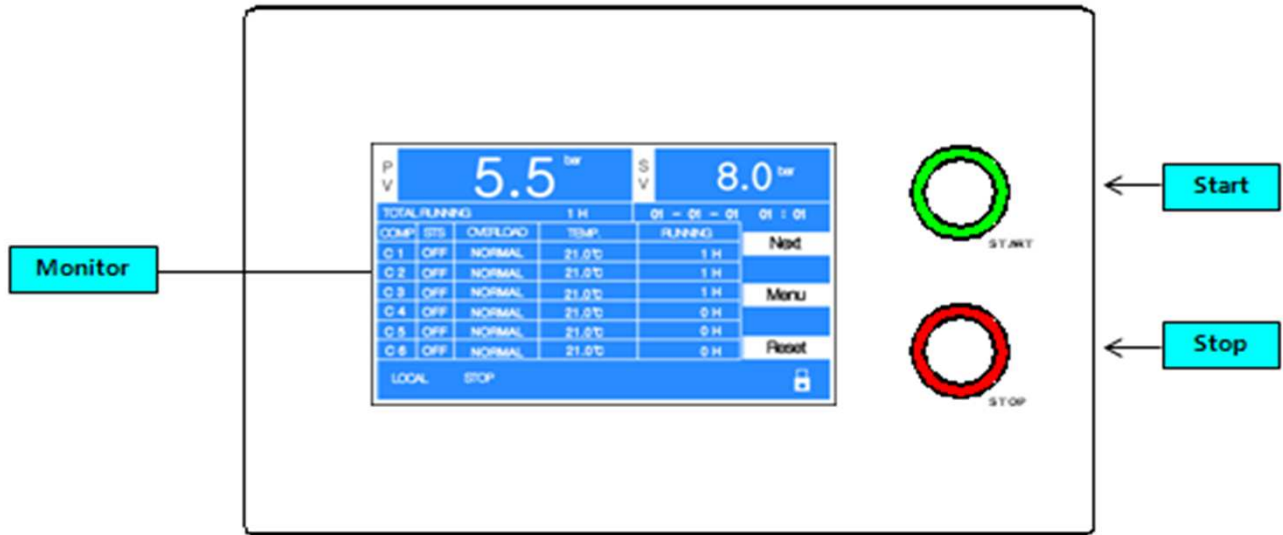 P V 5.5 bar S V 8.0 bar
TOTAL RUNNING 1 H 01 - 01 - 01 01 : 01
COMP STS OVERLOAD TEMP. RUNNING Next
C 1 OFF NORMAL 21.0℃ 1 H
C 2 OFF NORMAL 21.0℃ 1 H
C 3 OFF NORMAL 21.0℃ 1 H Menu
C 4 OFF NORMAL 21.0℃ 0 H
C 5 OFF NORMAL 21.0℃ 0 H
C 6 OFF NORMAL 21.0℃ 0 H Reset
LOCAL STOP
Monitor
START
Start
STOP
Stop